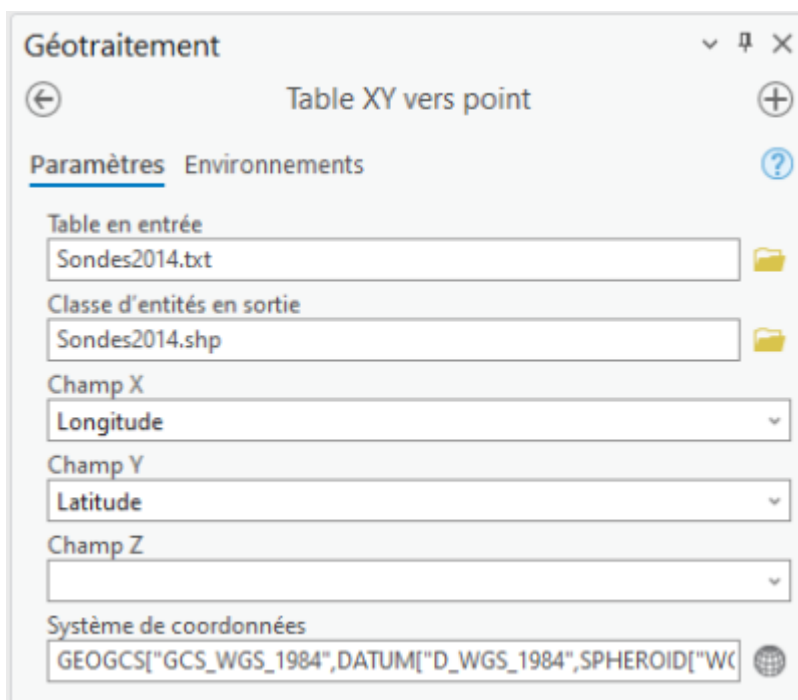 Géotraitement
Table XY vers point
Paramètres Environnements
Table en entrée
Sondes2014.txt
Classe d'entités en sortie
Sondes2014.shp
Champ X
Longitude
Champ Y
Latitude
Champ Z
Système de coordonnées
GEOGCS["GCS_WGS_1984",DATUM["D_WGS_1984",SPHEROID["W